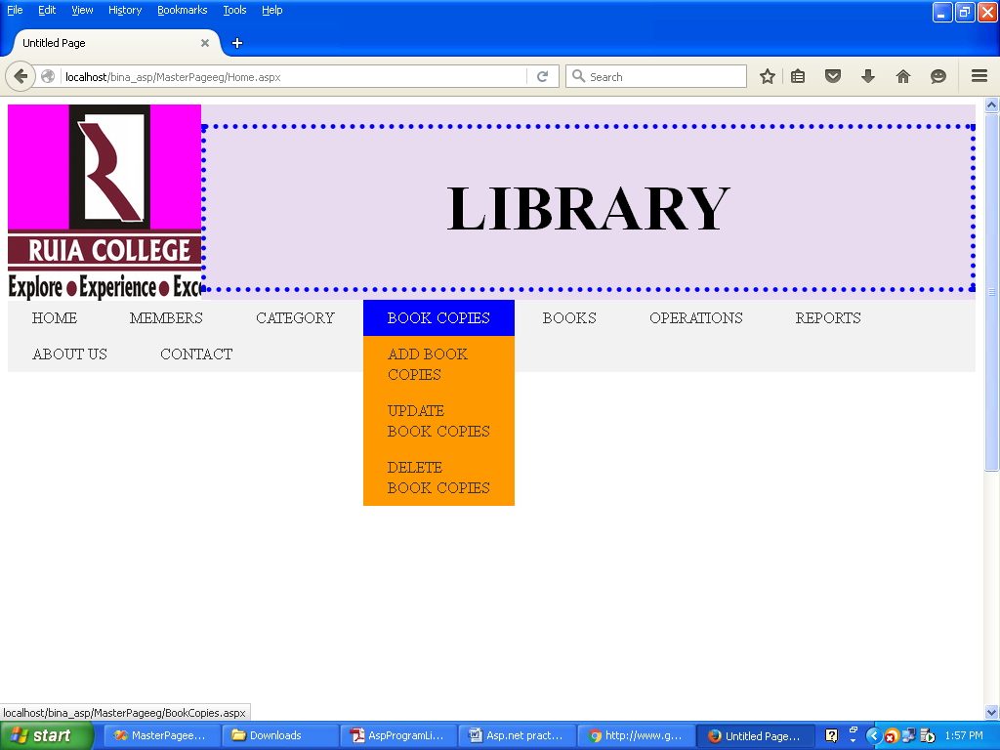 File Edit View History Bookmarks Tools Help
Untitled Page
localhost/bina_asp/MasterPageeg/Home.aspx
Search
LIBRARY
RUIA COLLEGE
Explore ● Experience ● Exce
HOME MEMBERS CATEGORY BOOK COPIES BOOKS OPERATIONS REPORTS
ABOUT US CONTACT
ADD BOOK
COPIES
UPDATE
BOOK COPIES
DELETE
BOOK COPIES
localhost/bina_asp/MasterPageeg/BookCopies.aspx
start MasterPagee... Downloads AspProgramLi... Asp.net pract... http://www.g... Untitled Page... 1:57 PM